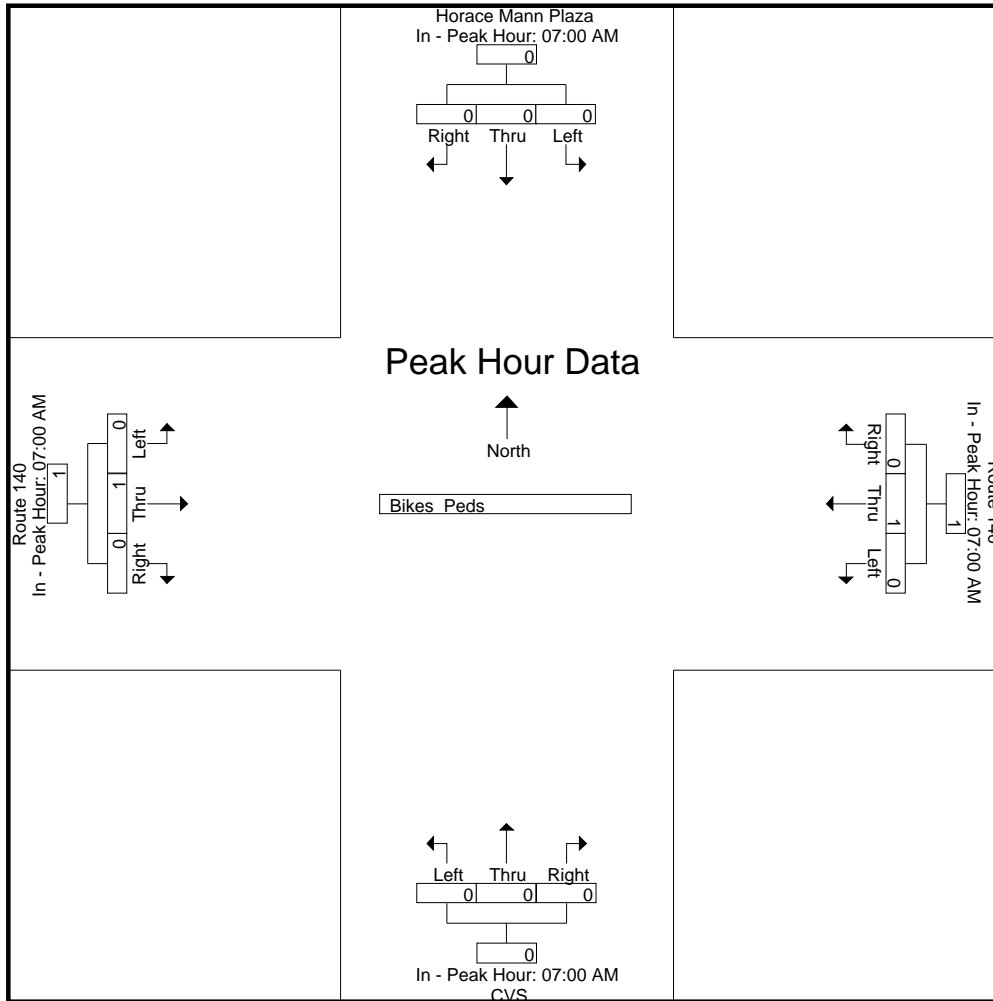 Horace Mann Plaza
In - Peak Hour: 07:00 AM
0
0 0 0
Right Thru Left
Peak Hour Data
North
Bikes Peds
Route 140
In - Peak Hour: 07:00 AM
1
0 1 0
Left Thru Right
Route 140
In - Peak Hour: 07:00 AM
1
0 1 0
Right Thru Left
Left Thru Right
0 0 0
0
In - Peak Hour: 07:00 AM
CVS